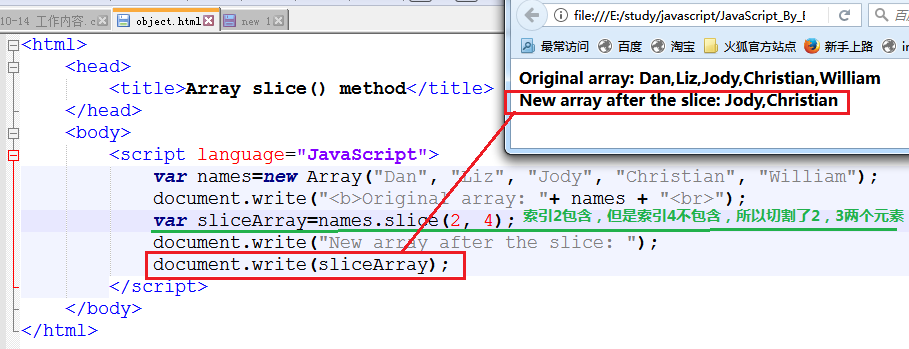 10-14 工作内容.c
object.html
new 1
<html>
<head>
<title>Array slice() method</title>
</head>
<body>
<script language="JavaScript">
var names=new Array("Dan", "Liz", "Jody", "Christian", "William");
document.write("<b>Original array: "+ names + "<br>");
var sliceArray=names.slice(2, 4); 索引2包含，但是索引4不包含，所以切割了2，3两个元素
document.write("New array after the slice: ");
document.write(sliceArray);
</script>
</body>
</html>
file:///E:/study/javascript/JavaScript_By_E
百度
最常访问 百度 淘宝 火狐官方站点 新手上路
Original array: Dan,Liz,Jody,Christian,William
New array after the slice: Jody,Christian